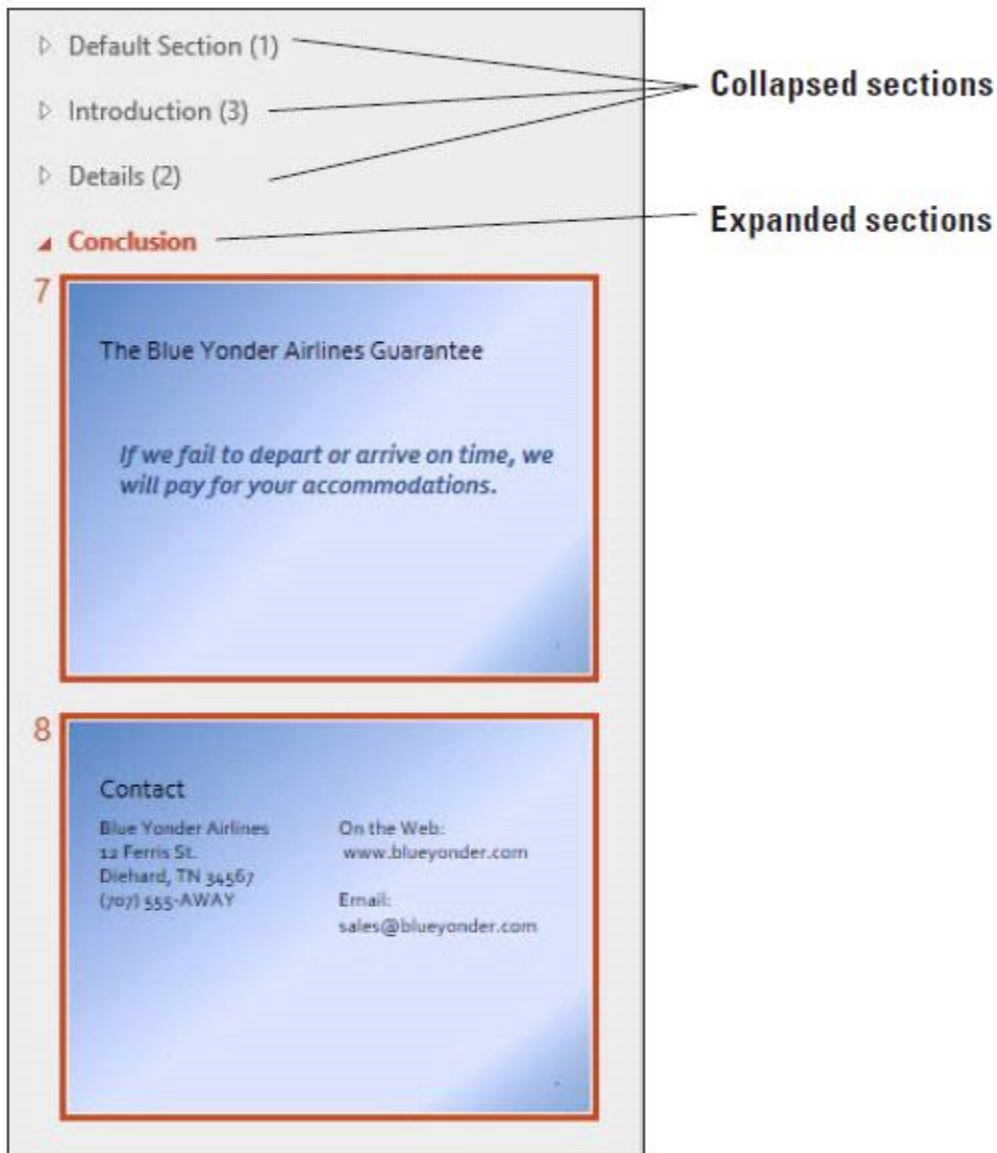 Default Section (1)
Introduction (3)
Details (2)
Collapsed sections
Conclusion
Expanded sections
7
The Blue Yonder Airlines Guarantee
If we fail to depart or arrive on time, we
will pay for your accommodations.
8
Contact
Blue Yonder Airlines
12 Ferris St.
Diehard, TN 34567
(707) 555-AWAY
On the Web:
www.blueyonder.com
Email:
sales@blueyonder.com